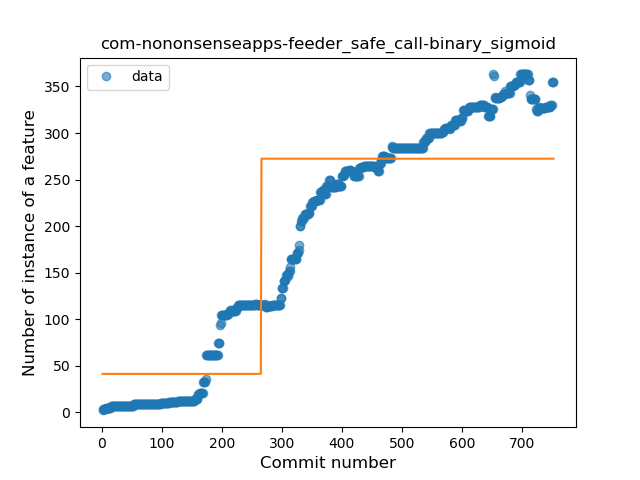 com-nononsenseapps-feeder_safe_call-binary_sigmoid
data
Number of instance of a feature
350
300
250
200
150
100
50
0
0 100 200 300 400 500 600 700
Commit number